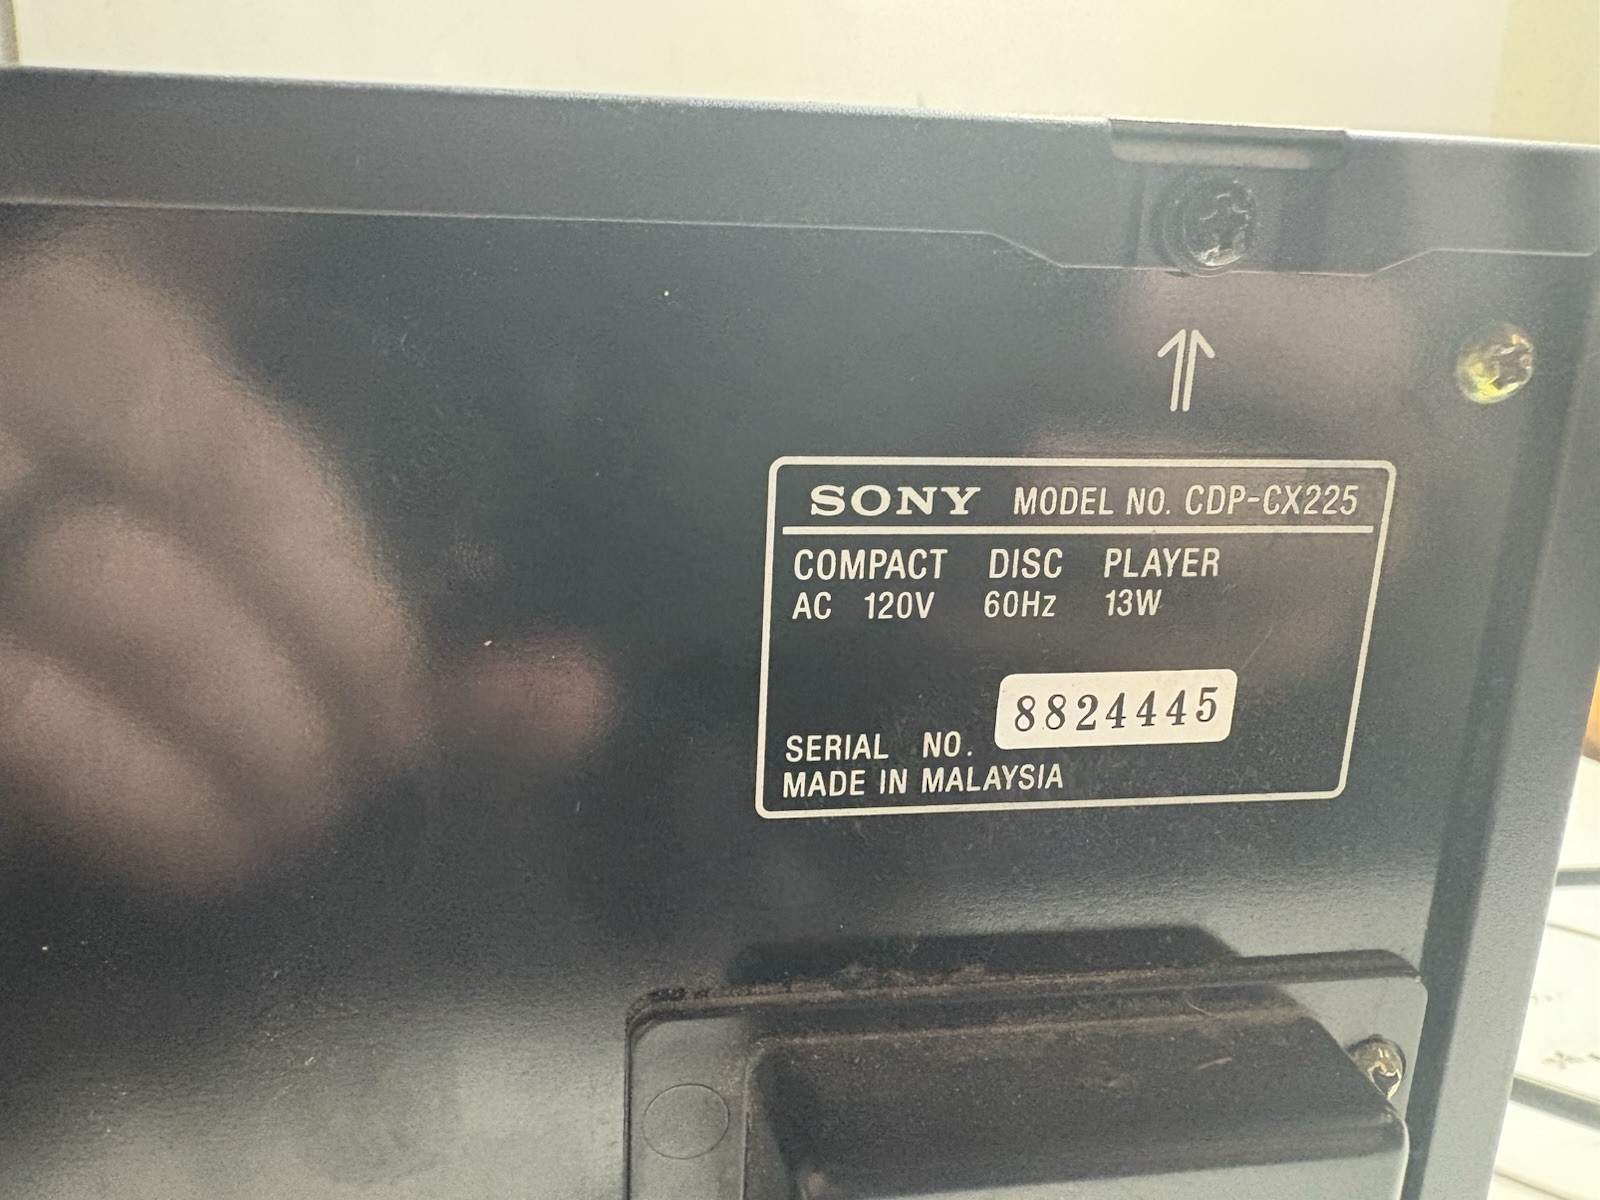 SONY MODEL NO. CDP-CX225
COMPACT DISC PLAYER
AC 120V 60Hz 13W
8824445
SERIAL NO.
MADE IN MALAYSIA